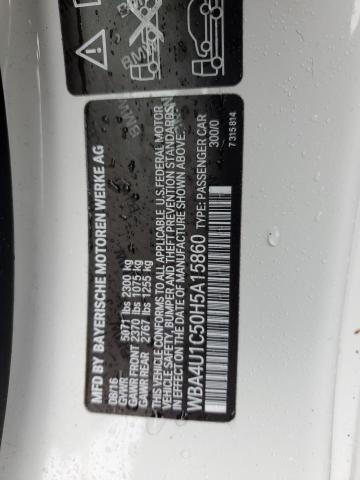 MFD BY BAYERISCHE MOTOREN WERKE AG
08/16
GVWR 5071 lbs 2300 kg
GAWR FRONT 2370 lbs 1075 kg
GAWR REAR 2767 lbs 1255 kg
THIS VEHICLE CONFORMS TO ALL APPLICABLE U.S. FEDERAL MOTOR
VEHICLE SAFETY, BUMPER AND THEFT PREVENTION STANDARDS
IN EFFECT ON THE DATE OF MANUFACTURE SHOWN ABOVE.
WBA4U1C50H5A15860 TYPE: PASSENGER CAR
300/0
7 315 814